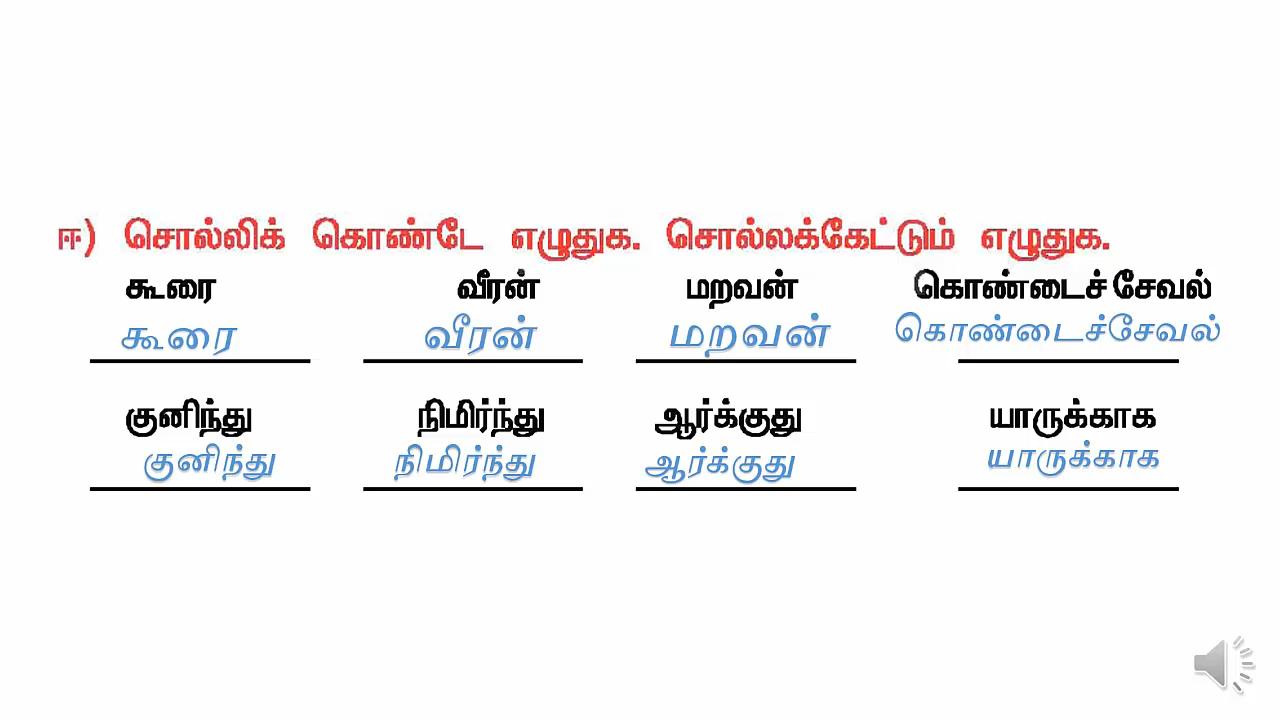 ஈ) சொல்லிக் கொண்டே எழுதுக. சொல்லக்கேட்டும் எழுதுக.
கூரை வீரன் மறவன் கொண்டைச் சேவல்
கூரை வீரன் மறவன் கொண்டைச்சேவல்
குனிந்து நிமிர்ந்து ஆர்க்குது யாருக்காக
குனிந்து நிமிர்ந்து ஆர்க்குது யாருக்காக